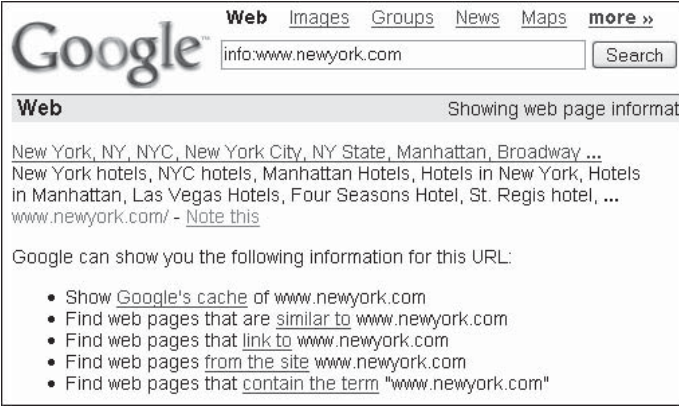 Web Images Groups News Maps more »
Google™
info:www.newyork.com Search
Web Showing web page informat
New York, NY, NYC, New York City, NY State, Manhattan, Broadway ...
New York hotels, NYC hotels, Manhattan Hotels, Hotels in New York, Hotels
in Manhattan, Las Vegas Hotels, Four Seasons Hotel, St. Regis hotel, ...
www.newyork.com/ - Note this
Google can show you the following information for this URL:
• Show Google's cache of www.newyork.com
• Find web pages that are similar to www.newyork.com
• Find web pages that link to www.newyork.com
• Find web pages from the site www.newyork.com
• Find web pages that contain the term "www.newyork.com"